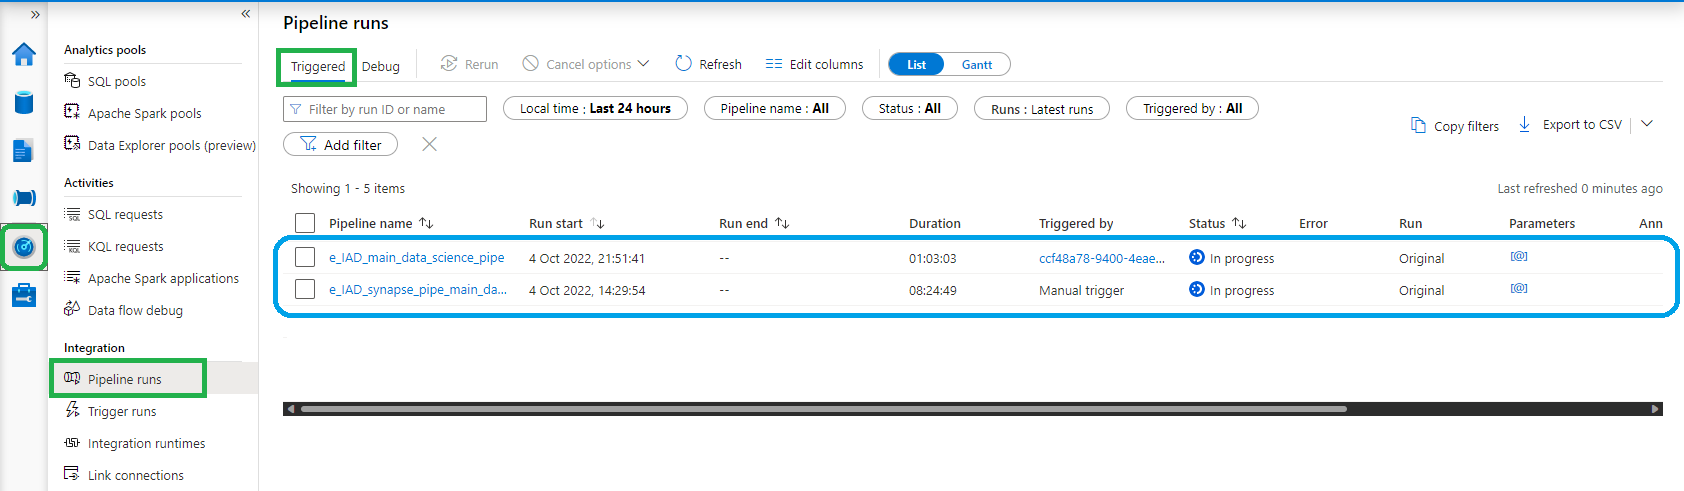 Analytics pools
SQL pools
Apache Spark pools
Data Explorer pools (preview)
Activities
SQL requests
KQL requests
Apache Spark applications
Data flow debug
Integration
Pipeline runs
Trigger runs
Integration runtimes
Link connections
Pipeline runs
Triggered Debug Rerun Cancel options Refresh Edit columns List Gantt
Filter by run ID or name Local time : Last 24 hours Pipeline name : All Status : All Runs : Latest runs Triggered by : All
Copy filters Export to CSV
Add filter
Showing 1 - 5 items Last refreshed 0 minutes ago
Pipeline name Run start Run end Duration Triggered by Status Error Run Parameters Ann
e_IAD_main_data_science_pipe 4 Oct 2022, 21:51:41 -- 01:03:03 ccf48a78-9400-4eae... In progress Original [@]
e_IAD_synapse_pipe_main_da... 4 Oct 2022, 14:29:54 -- 08:24:49 Manual trigger In progress Original [@]